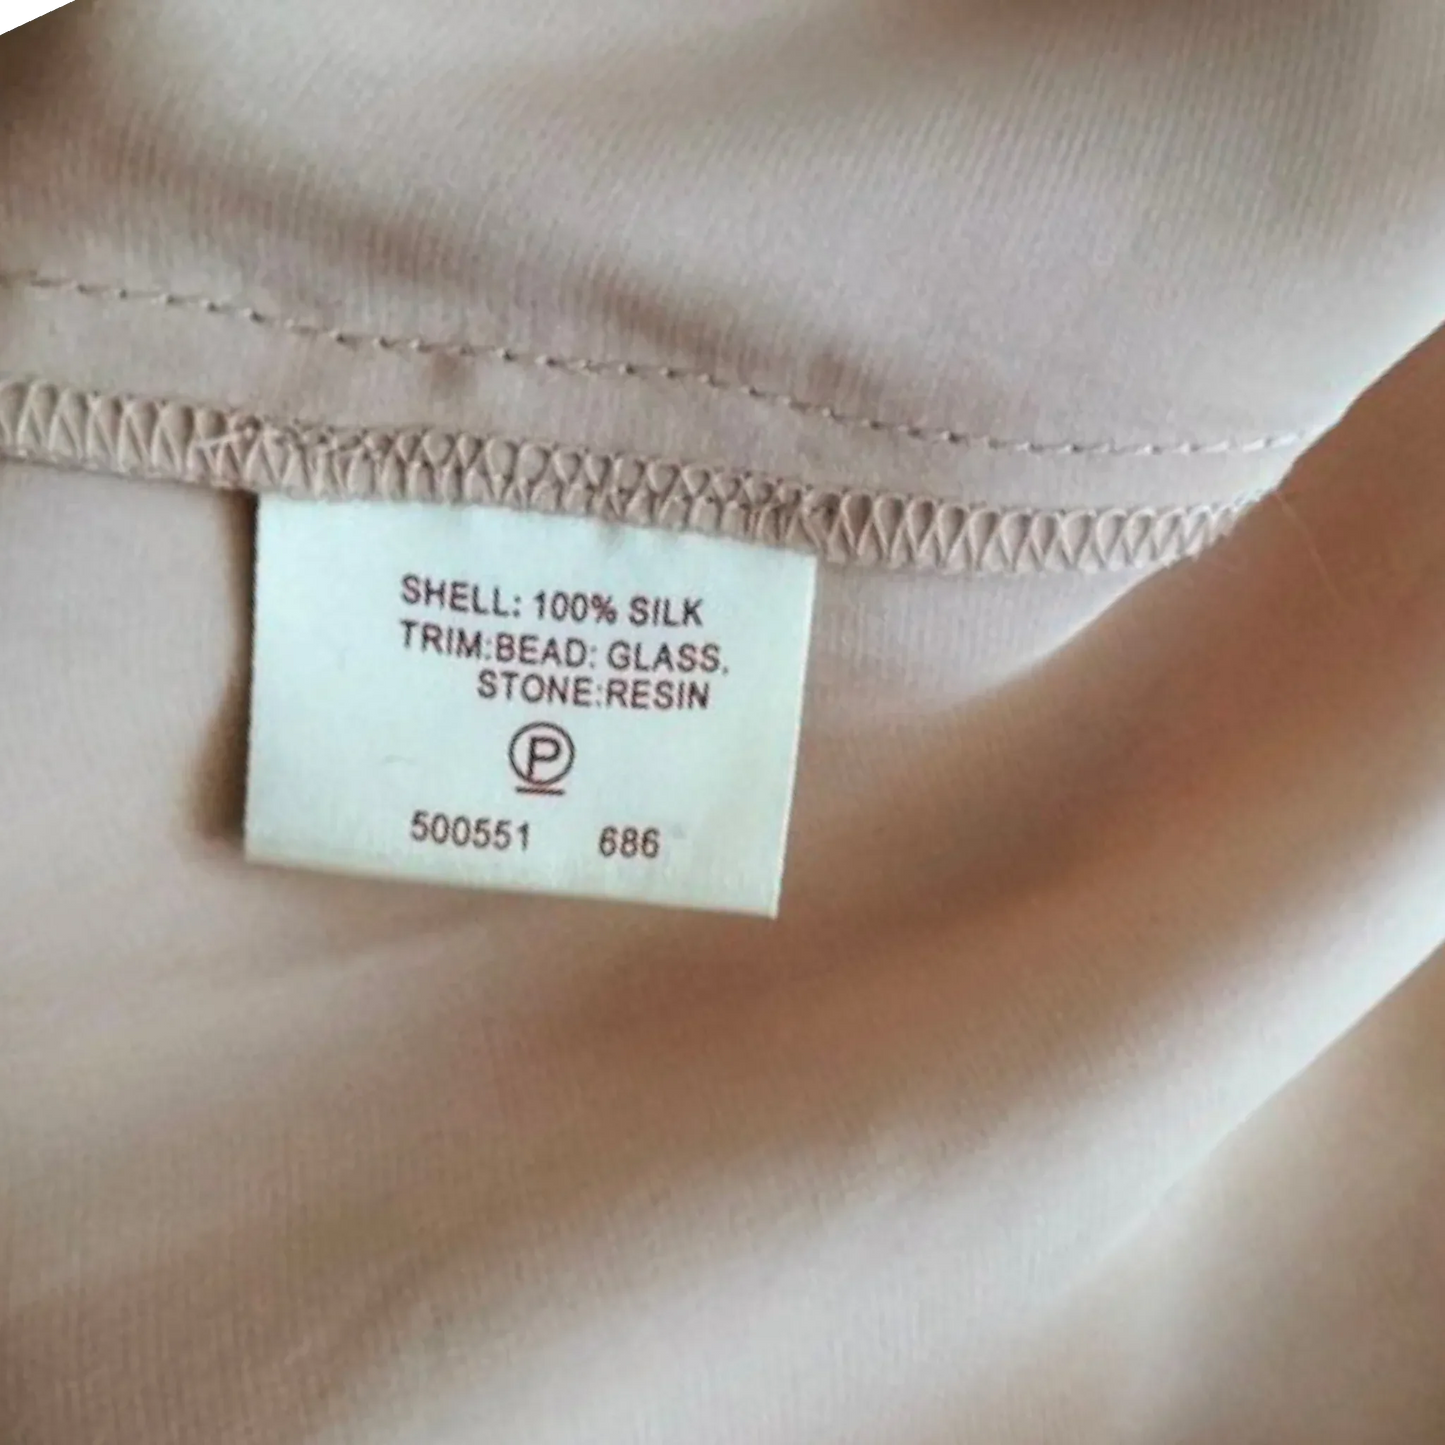 SHELL: 100% SILK
TRIM:BEAD: GLASS.
STONE:RESIN
P
500551 686